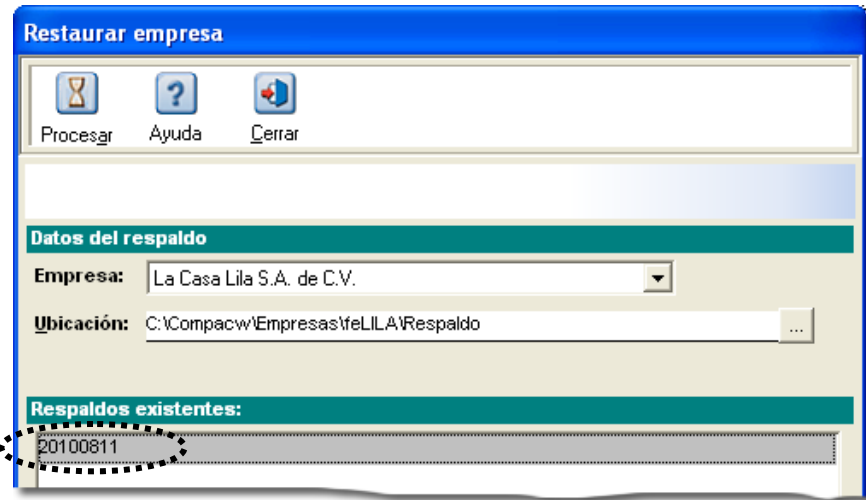 Restaurar empresa
?
Procesar Ayuda Cerrar
Datos del respaldo
Empresa: La Casa Lila S.A. de C.V.
Ubicación: C:\Compacw\Empresas\feLILA\Respaldo ...
Respaldos existentes:
20100811